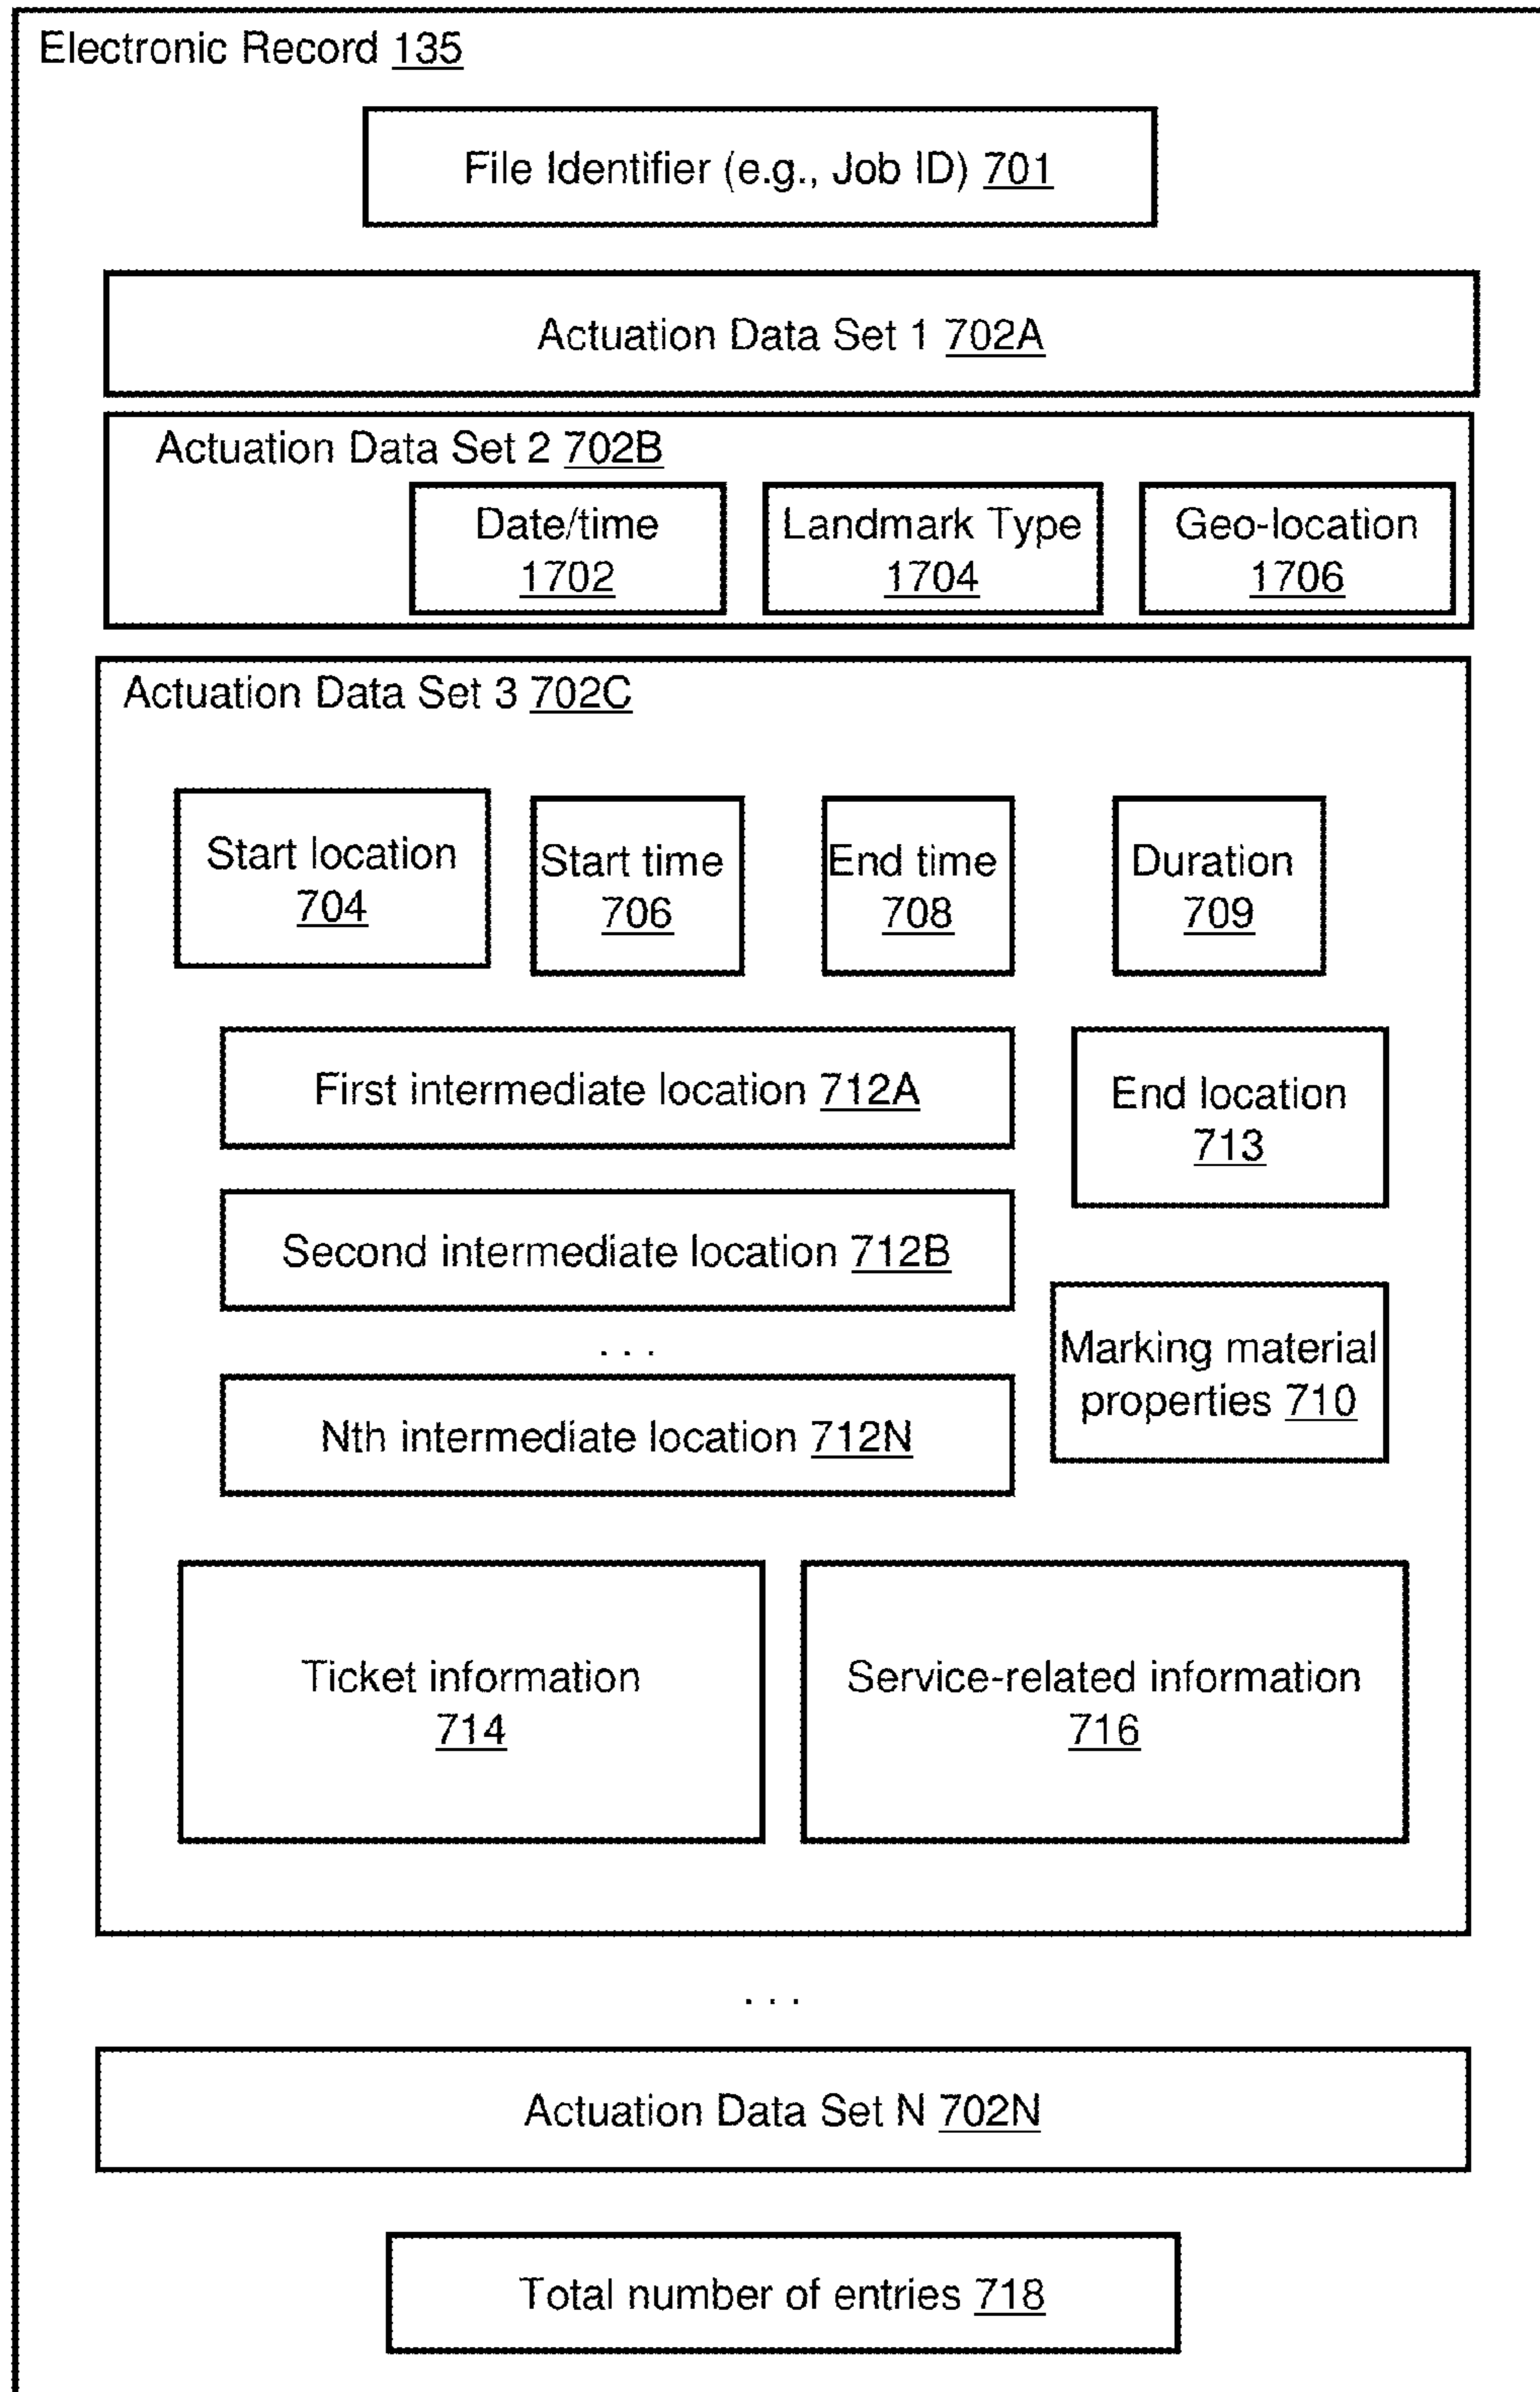 Electronic Record 135
File Identifier (e.g., Job ID) 701
Actuation Data Set 1 702A
Actuation Data Set 2 702B
Date/time
1702
Landmark Type
1704
Geo-location
1706
Actuation Data Set 3 702C
Start location
704
Start time
706
End time
708
Duration
709
First intermediate location 712A
End location
713
Second intermediate location 712B
. . .
Marking material
properties 710
Nth intermediate location 712N
Ticket information
714
Service-related information
716
. . .
Actuation Data Set N 702N
Total number of entries 718